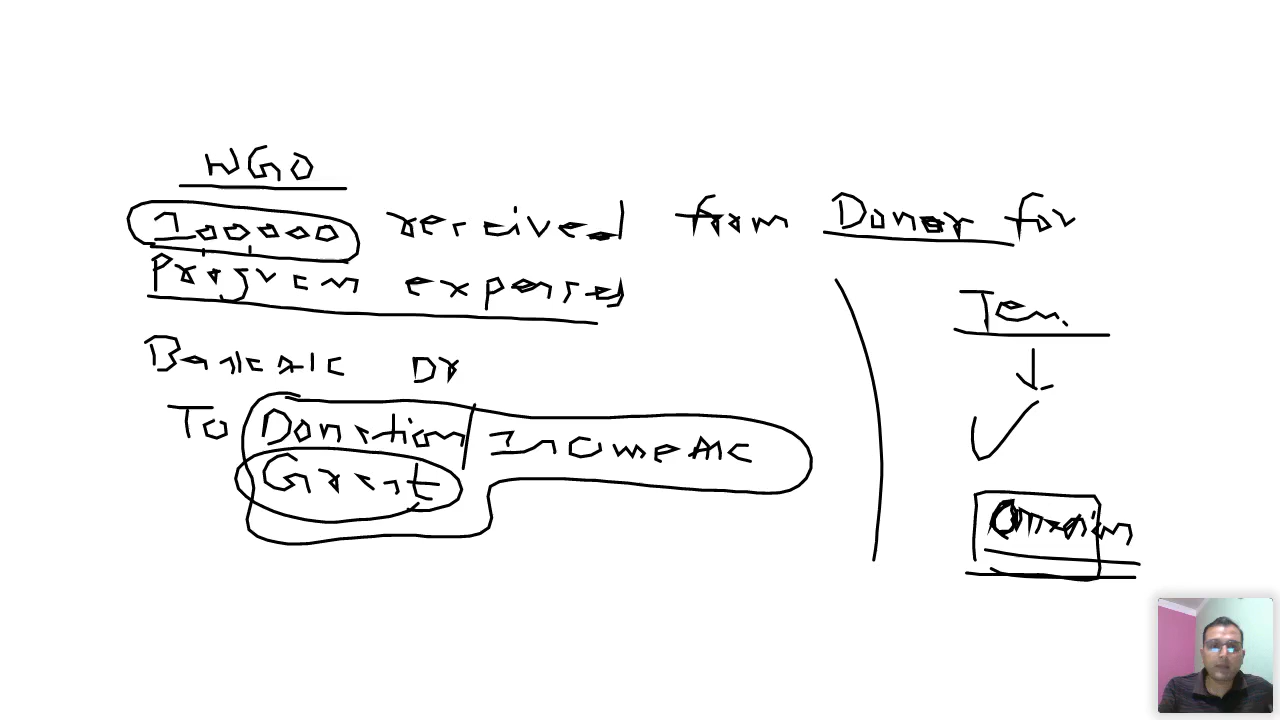 NGO
100000 received from Donor for
Program expenses
Bank A/c Dr
To Donation Income A/c
Grant
Tem.